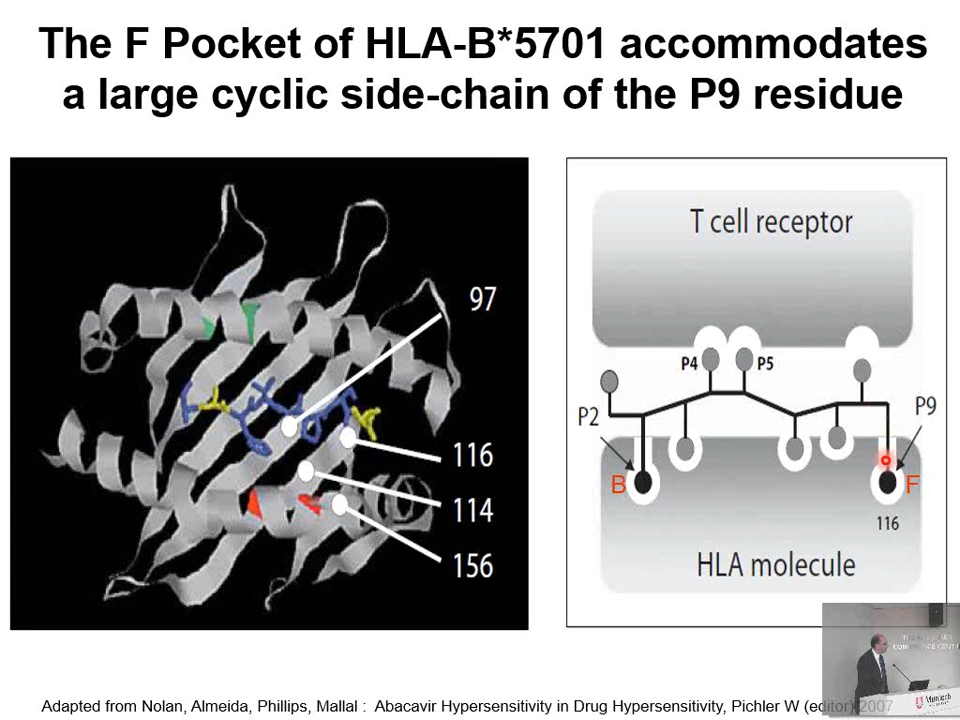 The F Pocket of HLA-B*5701 accommodates
a large cyclic side-chain of the P9 residue
97
116
114
156
T cell receptor
P4
P5
P2
P9
B
F
116
HLA molecule
Murdoch
Adapted from Nolan, Almeida, Phillips, Mallal : Abacavir Hypersensitivity in Drug Hypersensitivity, Pichler W (editor) 2007